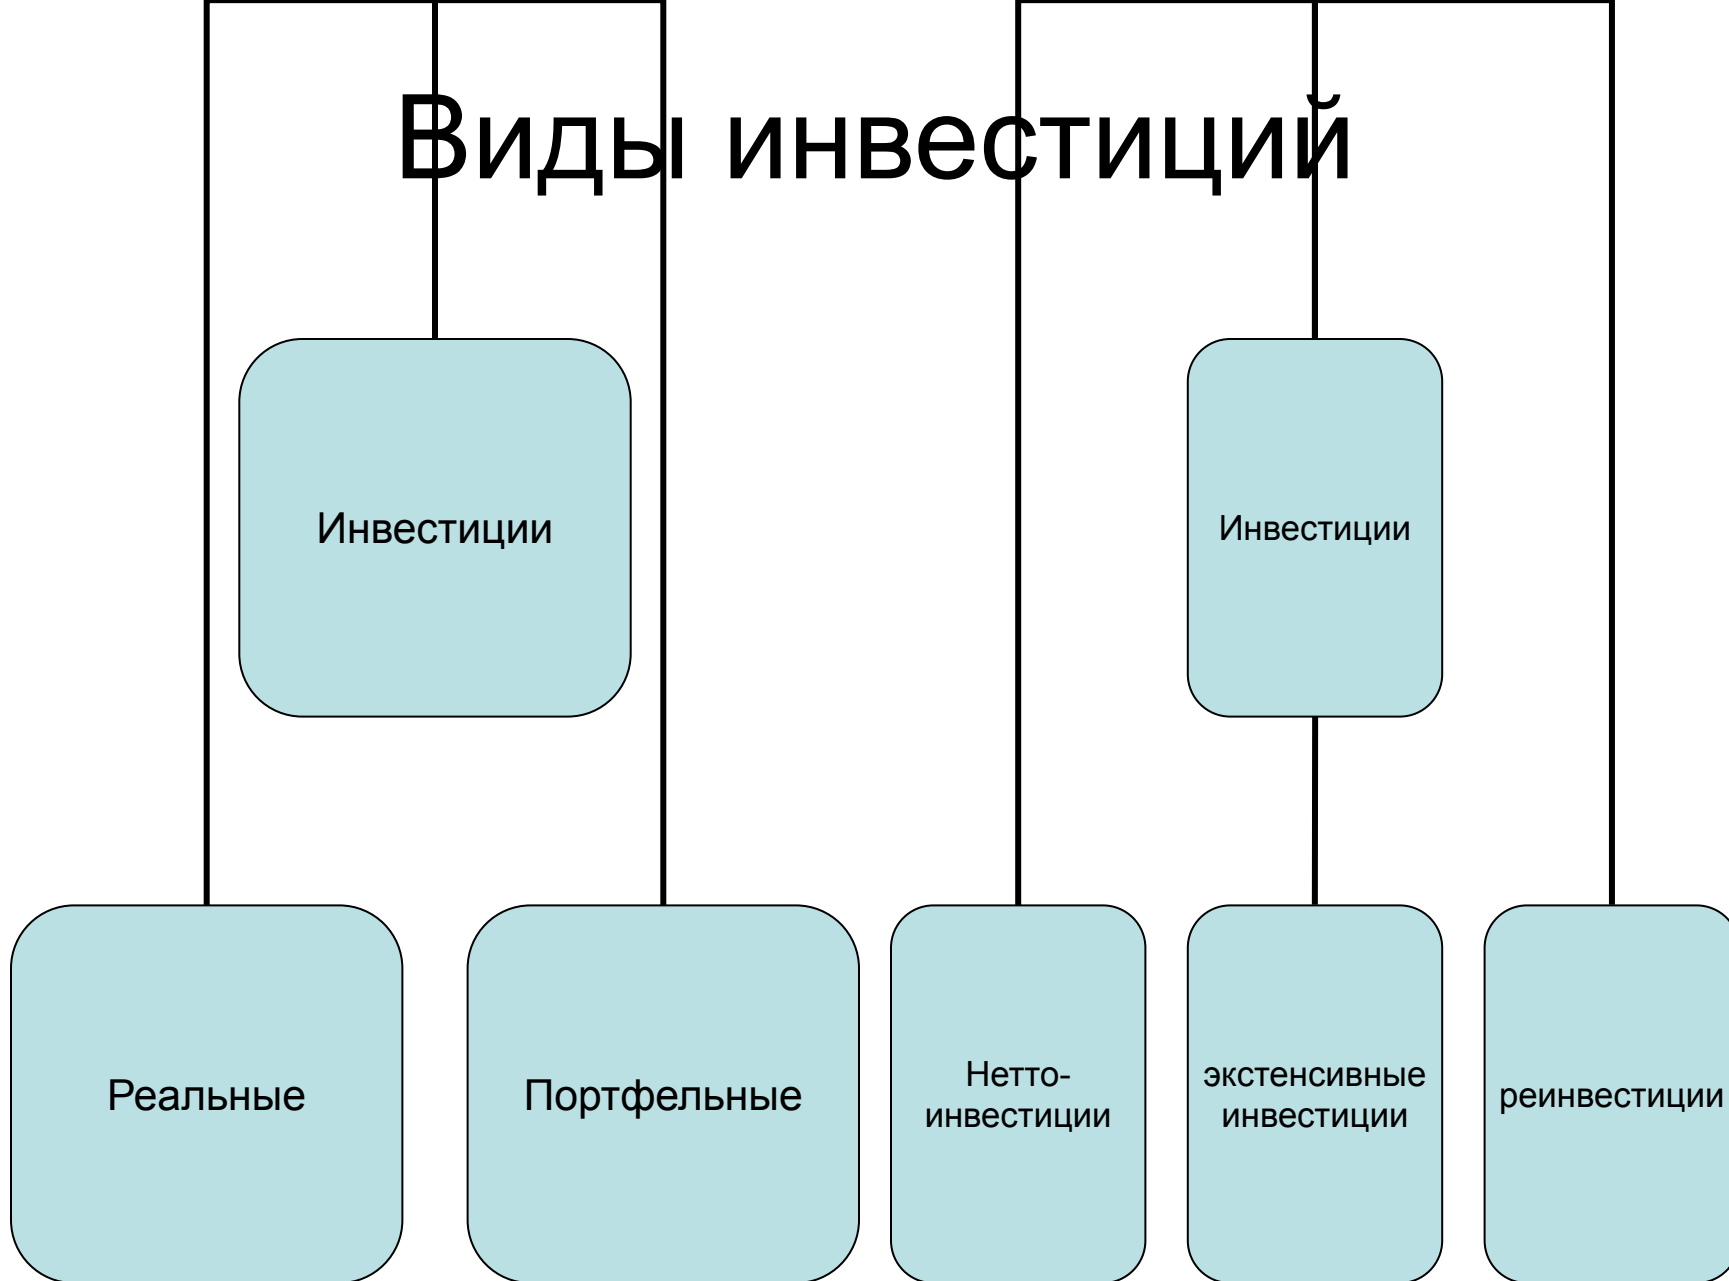 Виды инвестиций
Инвестиции
Инвестиции
Реальные
Портфельные
Нетто-
инвестиции
экстенсивные
инвестиции
реинвестиции